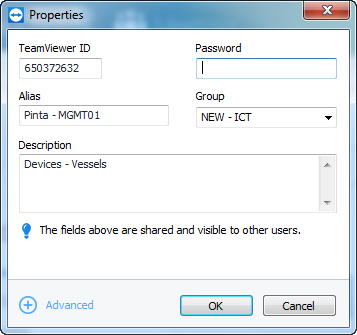 Properties
TeamViewer ID
Password
650372632
Alias
Group
Pinta - MGMT01
NEW - ICT
Description
Devices - Vessels
The fields above are shared and visible to other users.
Advanced
OK
Cancel